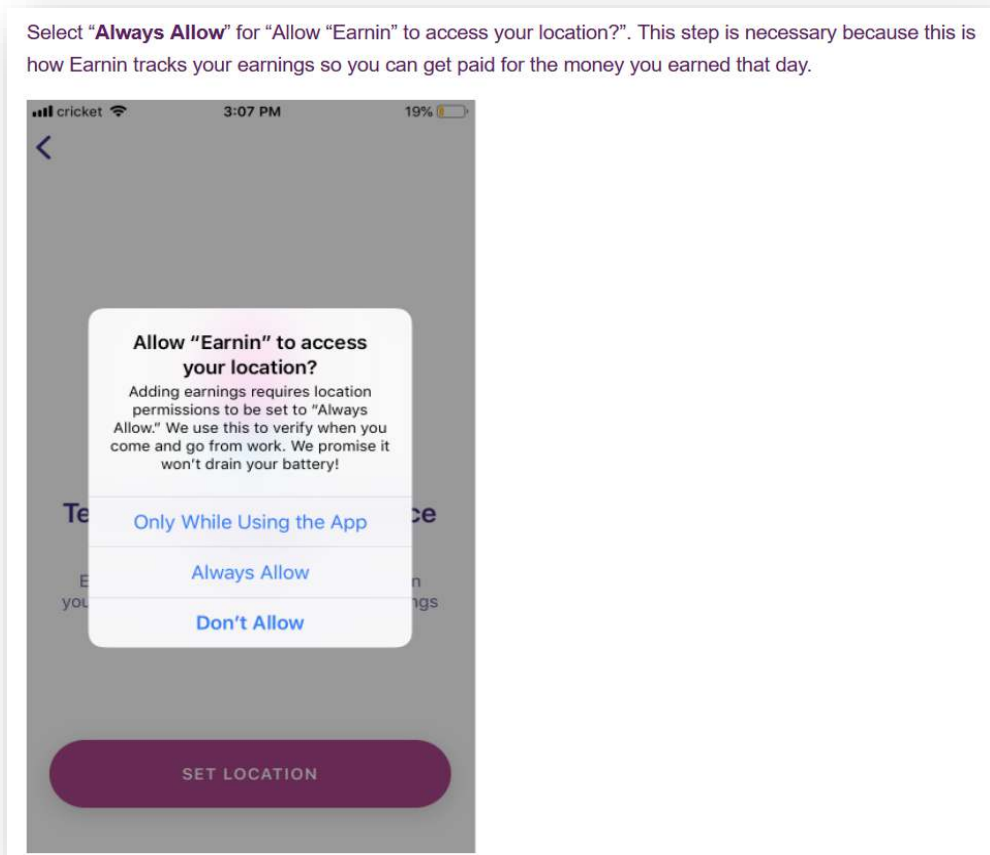 Select “Always Allow” for “Allow “Earnin” to access your location?”. This step is necessary because this is
how Earnin tracks your earnings so you can get paid for the money you earned that day.
cricket 3:07 PM 19%
Allow “Earnin” to access
your location?
Adding earnings requires location
permissions to be set to “Always
Allow.” We use this to verify when you
come and go from work. We promise it
won’t drain your battery!
Only While Using the App
Always Allow
Don’t Allow
SET LOCATION